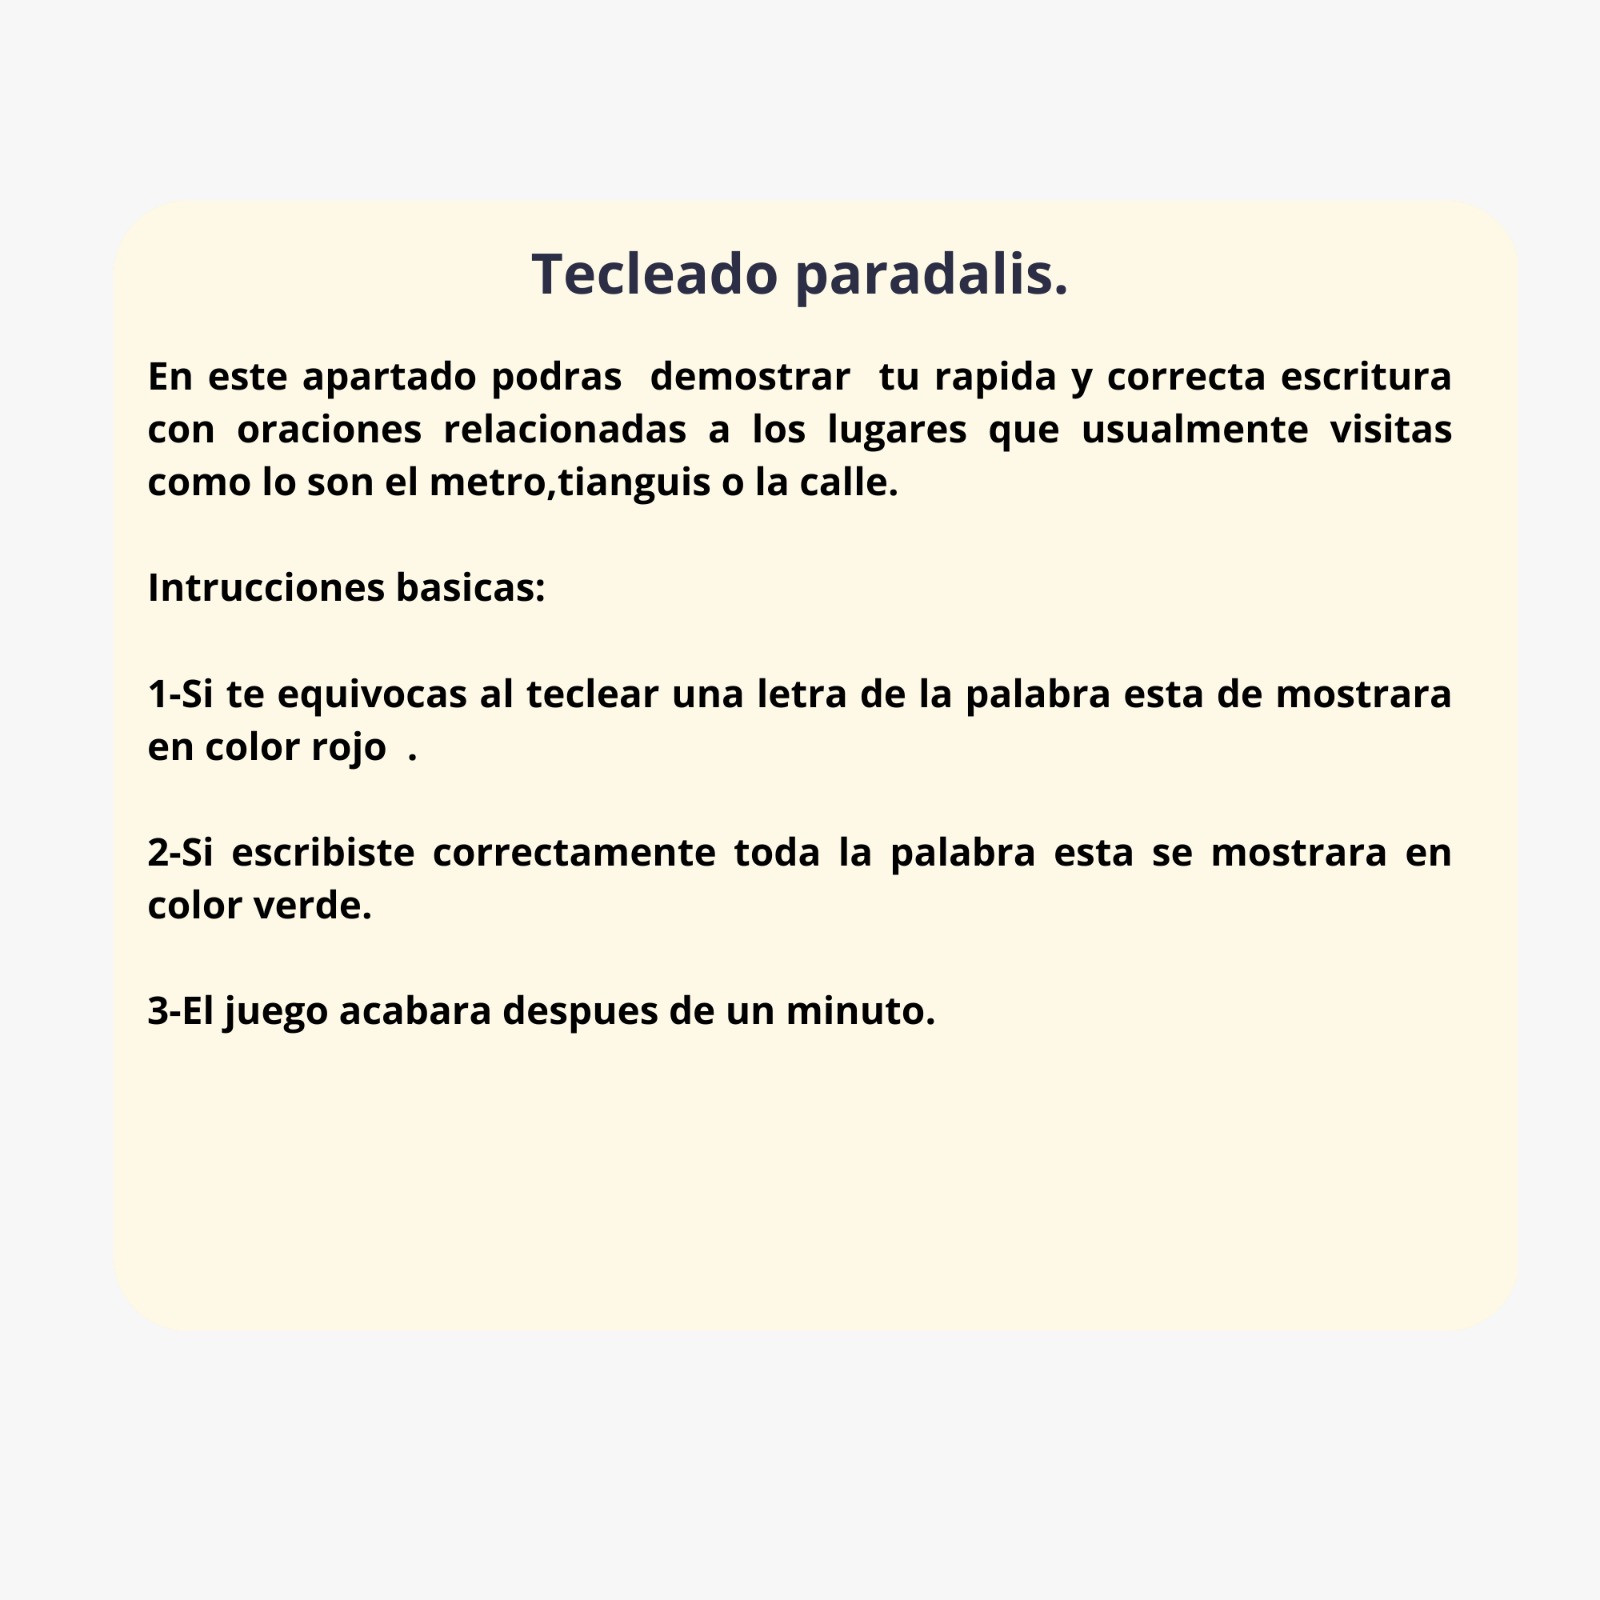 Tecleado paradalis.
En este apartado podras demostrar tu rapida y correcta escritura
con oraciones relacionadas a los lugares que usualmente visitas
como lo son el metro,tianguis o la calle.
Intrucciones basicas:
1-Si te equivocas al teclear una letra de la palabra esta de mostrara
en color rojo .
2-Si escribiste correctamente toda la palabra esta se mostrara en
color verde.
3-El juego acabara despues de un minuto.